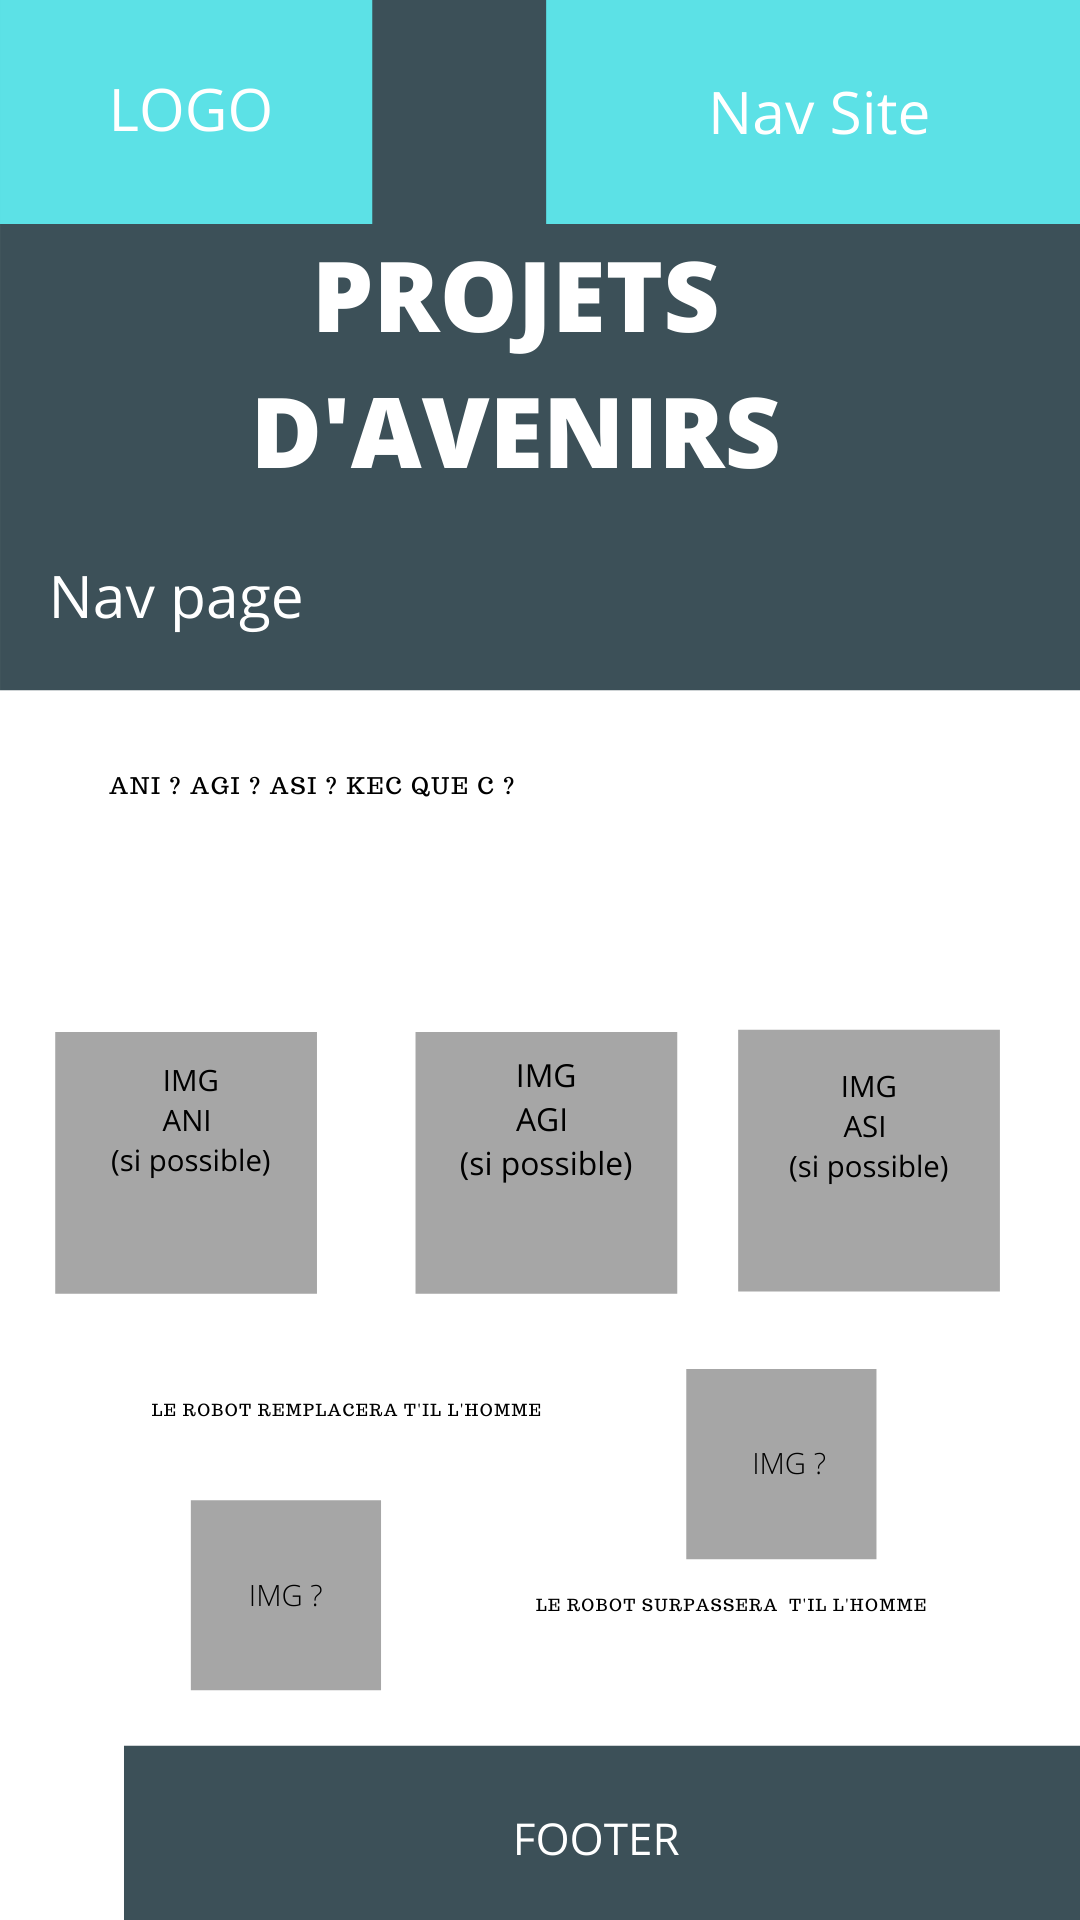 LOGO
Nav Site
PROJETS
D'AVENIRS
Nav page
ANI ? AGI ? ASI ? KEC QUE C ?
IMG
ANI
(si possible)
IMG
AGI
(si possible)
IMG
ASI
(si possible)
LE ROBOT REMPLACERA T'IL L'HOMME
IMG ?
IMG ?
LE ROBOT SURPASSERA T'IL L'HOMME
FOOTER